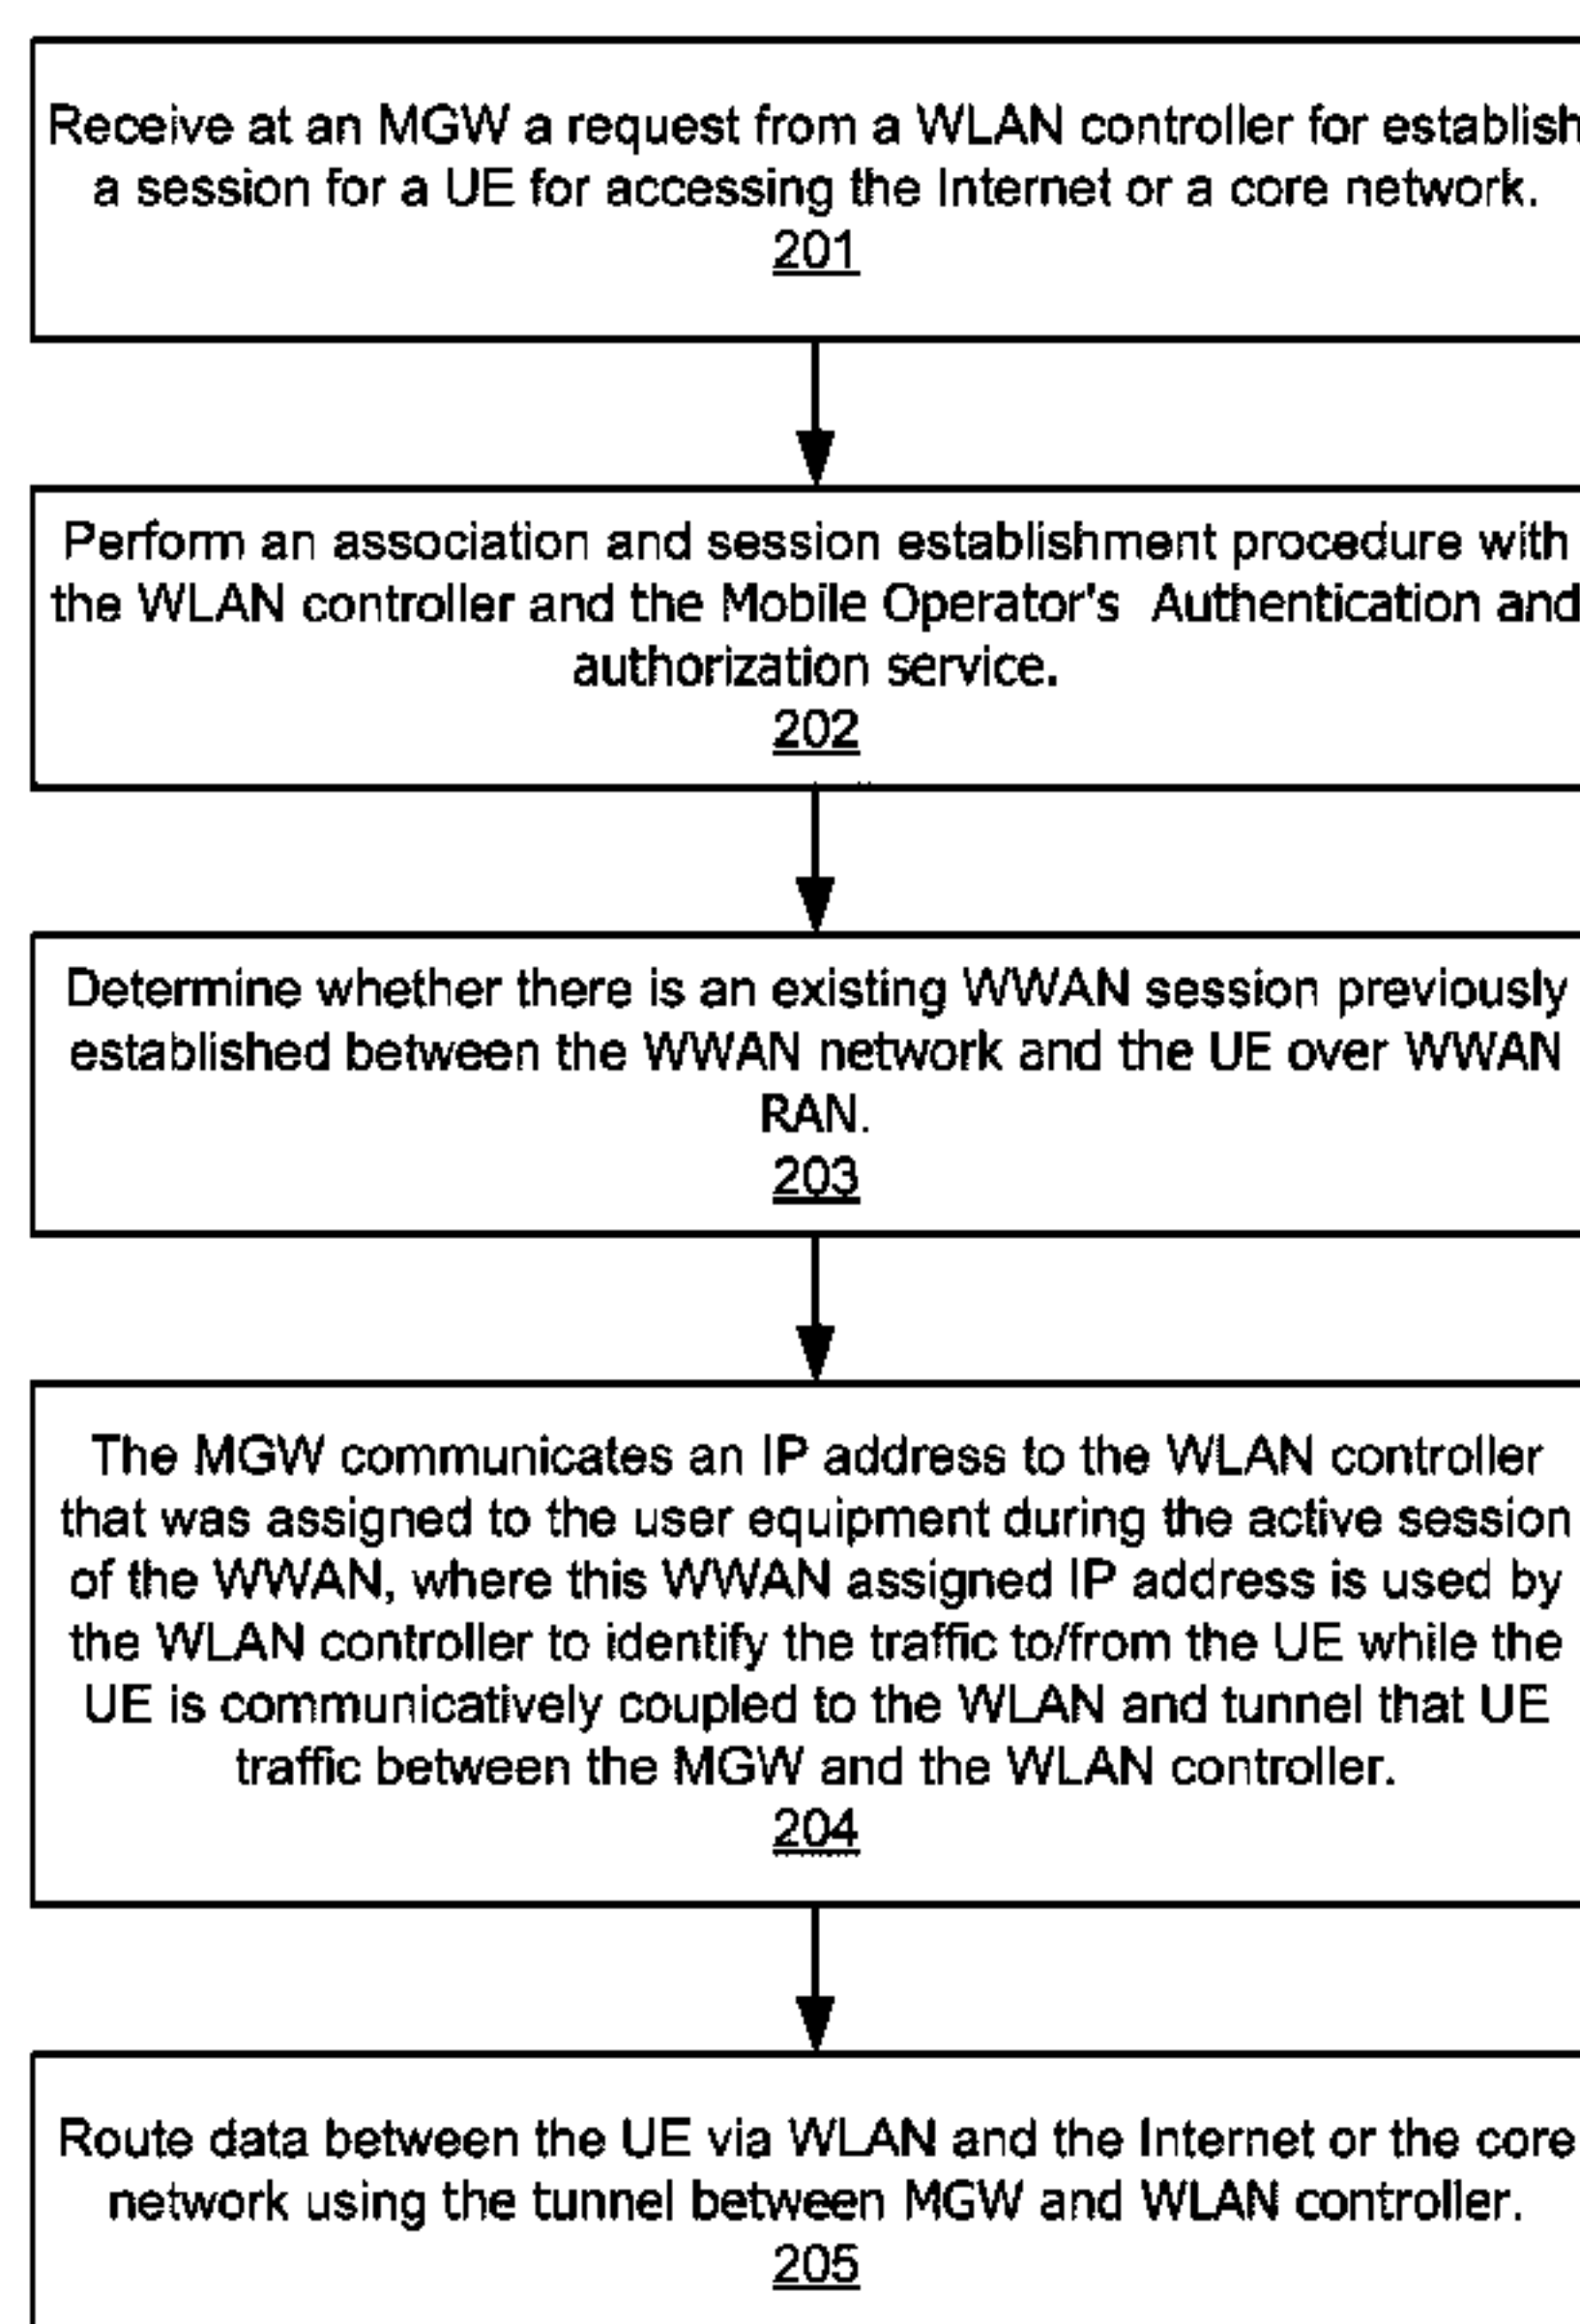 Receive at an MGW a request from a WLAN controller for establish
a session for a UE for accessing the Internet or a core network.
201
Perform an association and session establishment procedure with
the WLAN controller and the Mobile Operator's Authentication and
authorization service.
202
Determine whether there is an existing WWAN session previously
established between the WWAN network and the UE over WWAN
RAN.
203
The MGW communicates an IP address to the WLAN controller
that was assigned to the user equipment during the active session
of the WWAN, where this WWAN assigned IP address is used by
the WLAN controller to identify the traffic to/from the UE while the
UE is communicatively coupled to the WLAN and tunnel that UE
traffic between the MGW and the WLAN controller.
204
Route data between the UE via WLAN and the Internet or the core
network using the tunnel between MGW and WLAN controller.
205